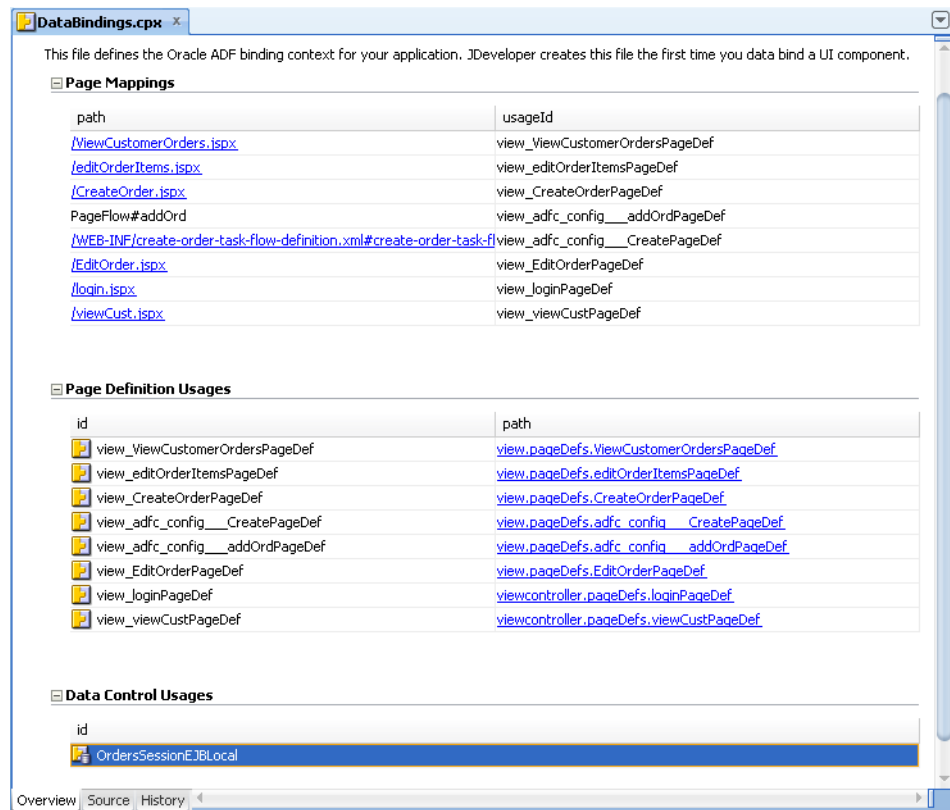 DataBindings.cpx x
This file defines the Oracle ADF binding context for your application. JDeveloper creates this file the first time you data bind a UI component.
Page Mappings
path usageId
/ViewCustomerOrders.jspx view_ViewCustomerOrdersPageDef
/editOrderItems.jspx view_editOrderItemsPageDef
/CreateOrder.jspx view_CreateOrderPageDef
PageFlow#addOrd view_adfc_config___addOrdPageDef
/WEB-INF/create-order-task-flow-definition.xml#create-order-task-fl view_adfc_config___CreatePageDef
/EditOrder.jspx view_EditOrderPageDef
/login.jspx view_loginPageDef
/viewCust.jspx view_viewCustPageDef
Page Definition Usages
id path
view_ViewCustomerOrdersPageDef view.pageDefs.ViewCustomerOrdersPageDef
view_editOrderItemsPageDef view.pageDefs.editOrderItemsPageDef
view_CreateOrderPageDef view.pageDefs.CreateOrderPageDef
view_adfc_config___CreatePageDef view.pageDefs.adfc_config___CreatePageDef
view_adfc_config___addOrdPageDef view.pageDefs.adfc_config___addOrdPageDef
view_EditOrderPageDef view.pageDefs.EditOrderPageDef
view_loginPageDef viewcontroller.pageDefs.loginPageDef
view_viewCustPageDef viewcontroller.pageDefs.viewCustPageDef
Data Control Usages
id
OrdersSessionEJBLocal
Overview Source History